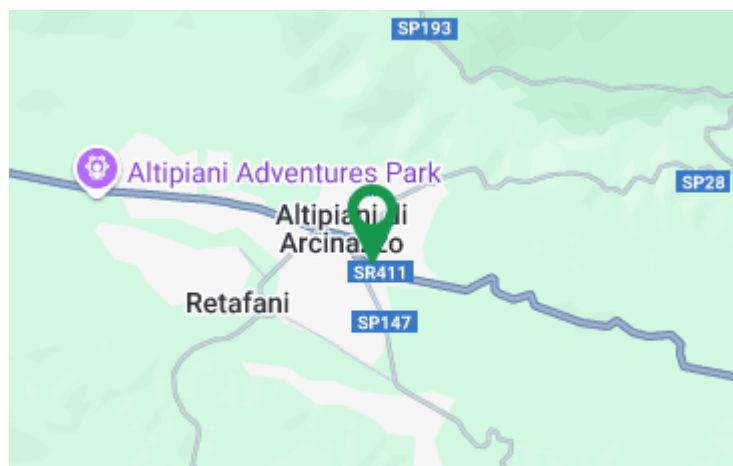 SP193
Altipiani Adventures Park
SP28
Altipiani di
Arcinazzo
SR411
Retafani
SP147